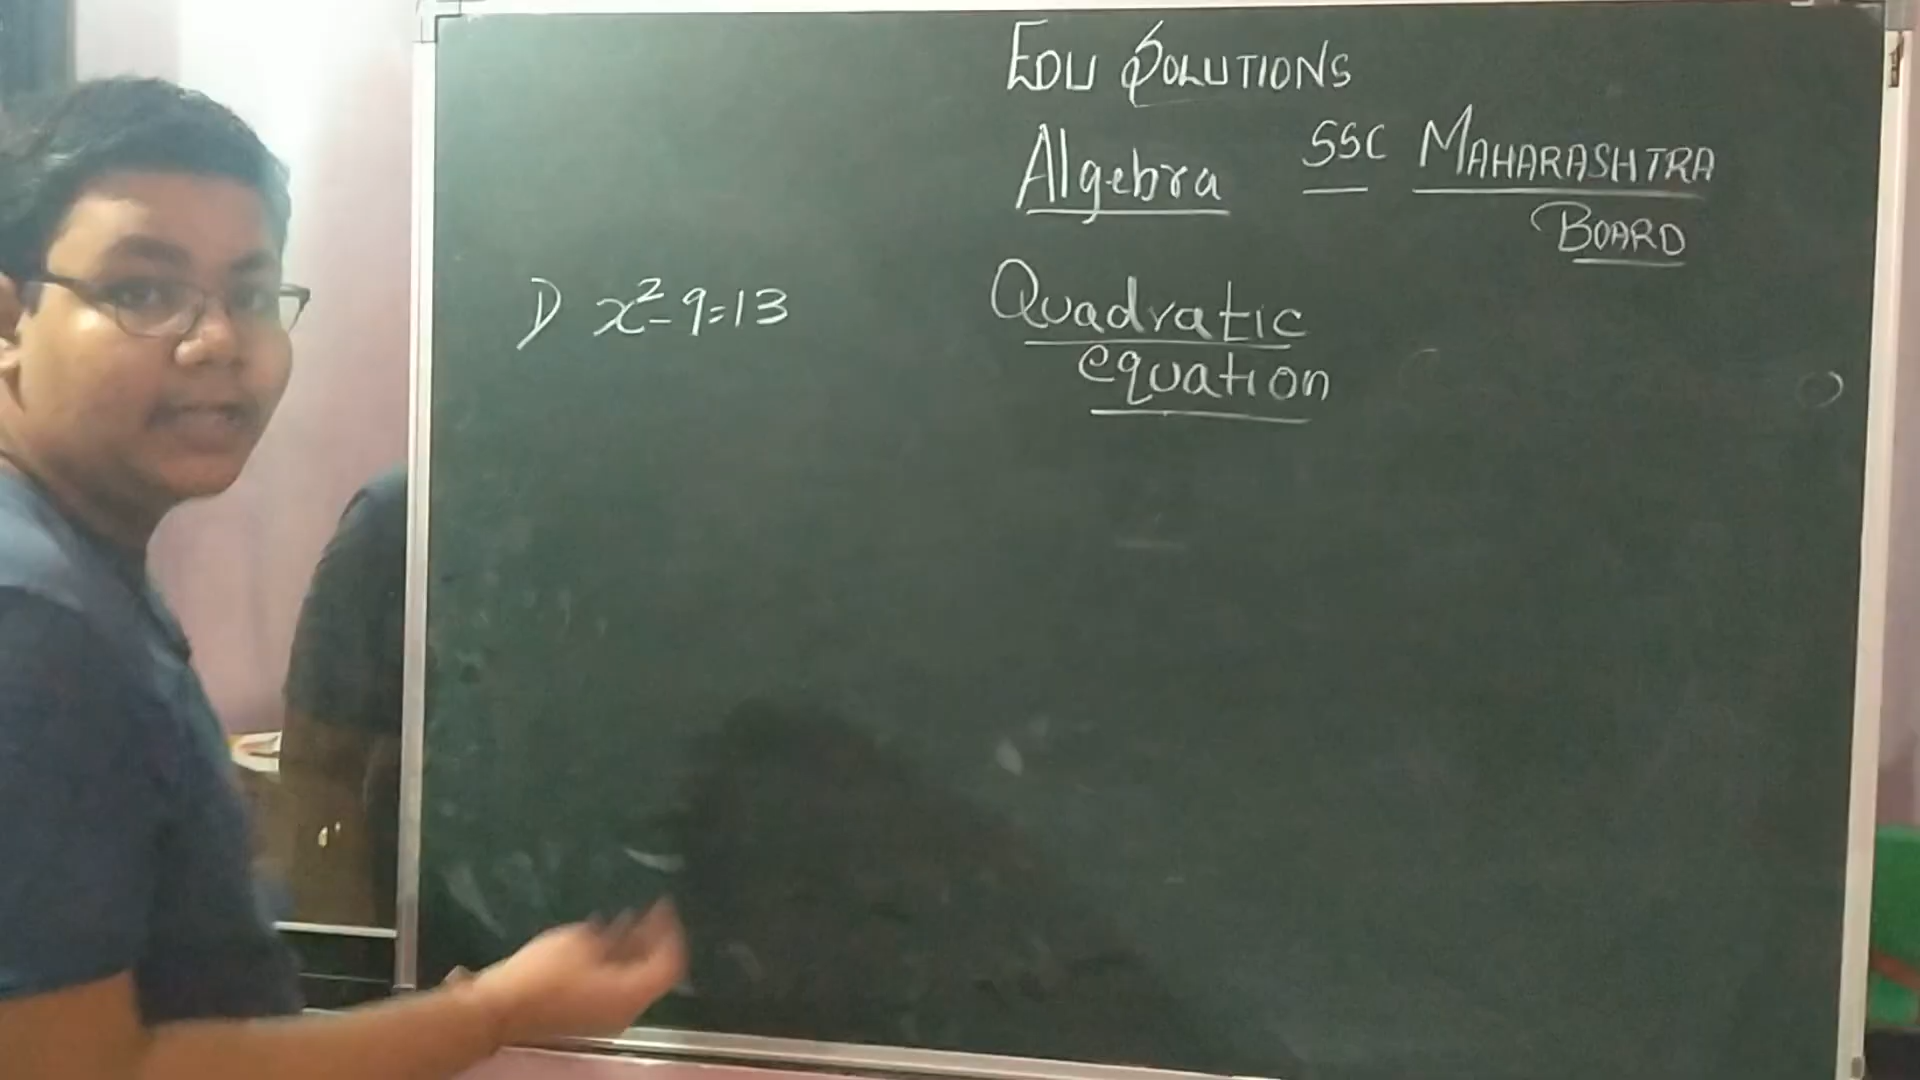 EDU SOLUTIONS
Algebra SSC MAHARASHTRA
BOARD
1) x²-9=13
Quadratic
equation